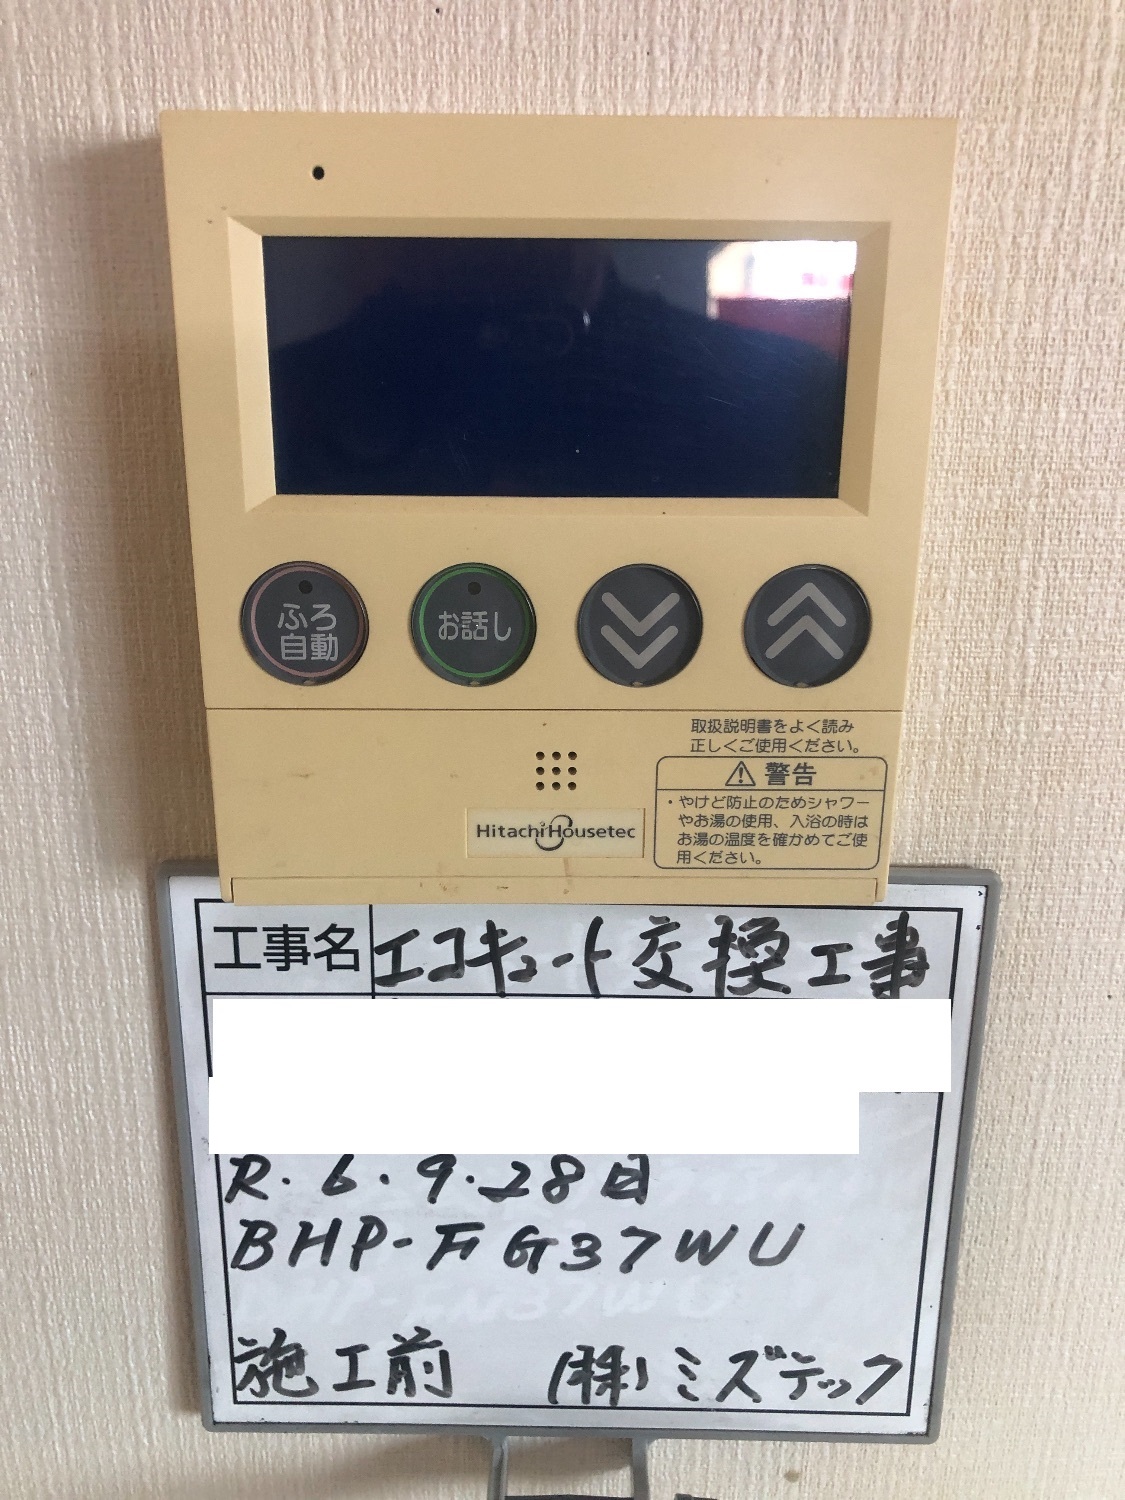 ふろ
自動
お話し
取扱説明書をよく読み
正しくご使用ください。
警告
・やけど防止のためシャワー
やお湯の使用、入浴の時は
お湯の温度を確かめてご使
用ください。
Hitachi Housetec
工事名 エコキュート交換工事
R.6.9.28日
BHP-FG37WU
施工前 (株)ミズテック